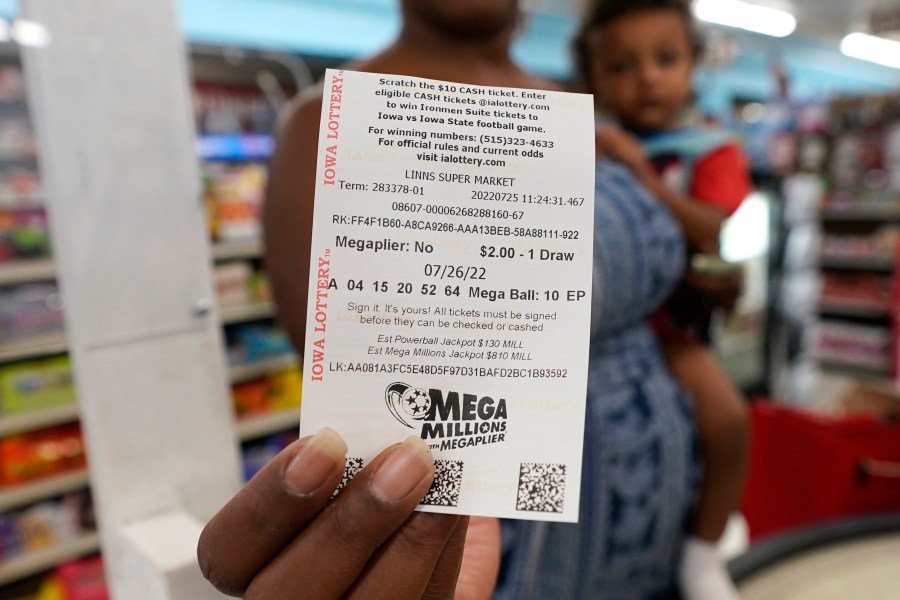 Scratch the $10 CASH ticket. Enter
eligible CASH tickets @ialottery.com
to win Ironmen Suite tickets to
Iowa vs Iowa State football game.
For winning numbers: (515)323-4633
For official rules and current odds
visit ialottery.com
LINNS SUPER MARKET
Term: 283378-01 20220725 11:24:31.467
08607-00006268288160-67
RK:FF4F1B60-A8CA9266-AAA13BEB-58A88111-922
Megaplier: No $2.00 - 1 Draw
07/26/22
A 04 15 20 52 64 Mega Ball: 10 EP
Sign it. It's yours! All tickets must be signed
before they can be checked or cashed
Est Powerball Jackpot $130 MILL
Est Mega Millions Jackpot $810 MILL
LK:AA081A3FC5E48D5F97D31BAFD2BC1B93592
MEGA
MILLIONS
WITH MEGAPLIER
IOWA LOTTERY™
IOWA LOTTERY™